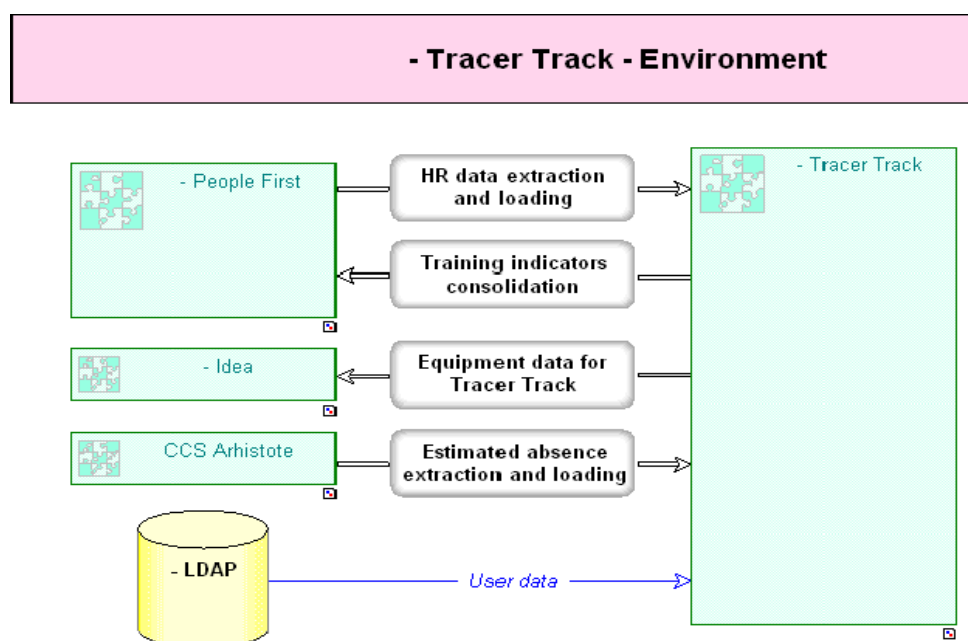 - Tracer Track - Environment
- People First
HR data extraction
and loading
- Tracer Track
Training indicators
consolidation
- Idea
Equipment data for
Tracer Track
CCS Arhistote
Estimated absence
extraction and loading
- LDAP
User data